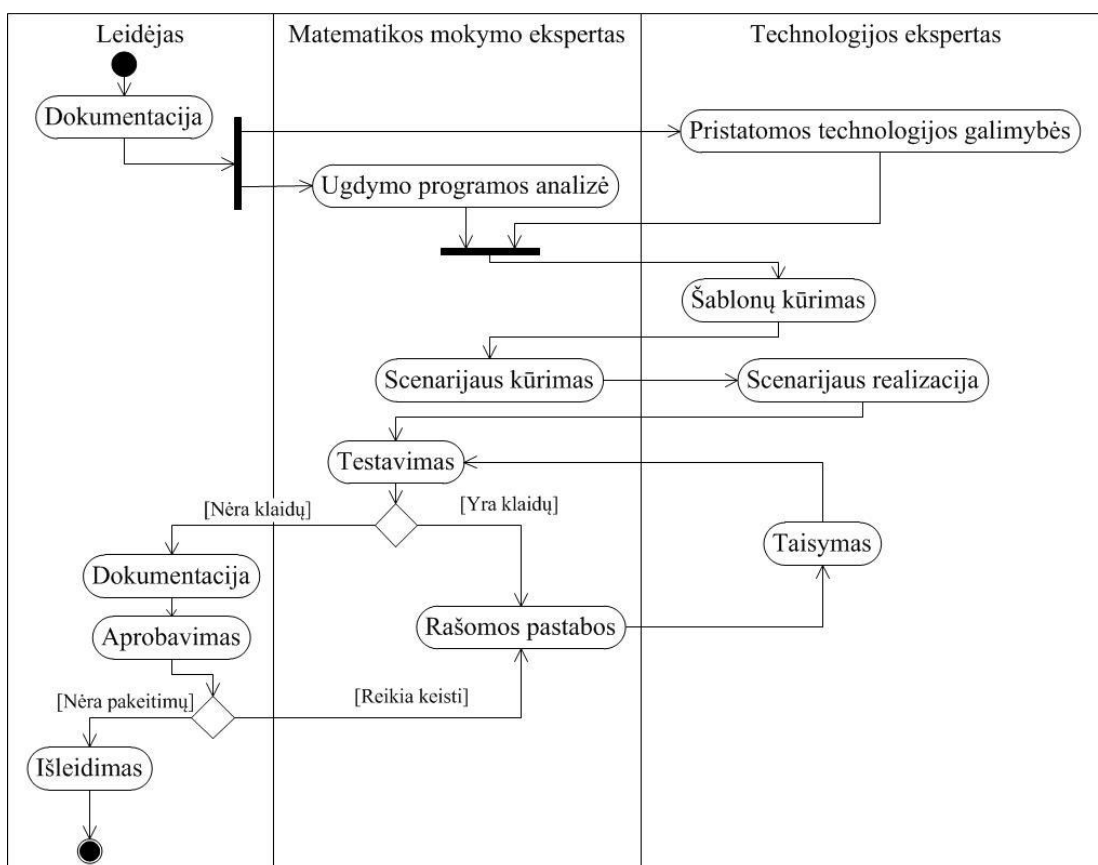 Leidėjas
Matematikos mokymo ekspertas
Technologijos ekspertas
Dokumentacija
Pristatomos technologijos galimybės
Ugdymo programos analizė
Šablonų kūrimas
Scenarijaus kūrimas
Scenarijaus realizacija
Testavimas
[Nėra klaidų]
[Yra klaidų]
Taisymas
Dokumentacija
Aprobavimas
Rašomos pastabos
[Nėra pakeitimų]
[Reikia keisti]
Išleidimas